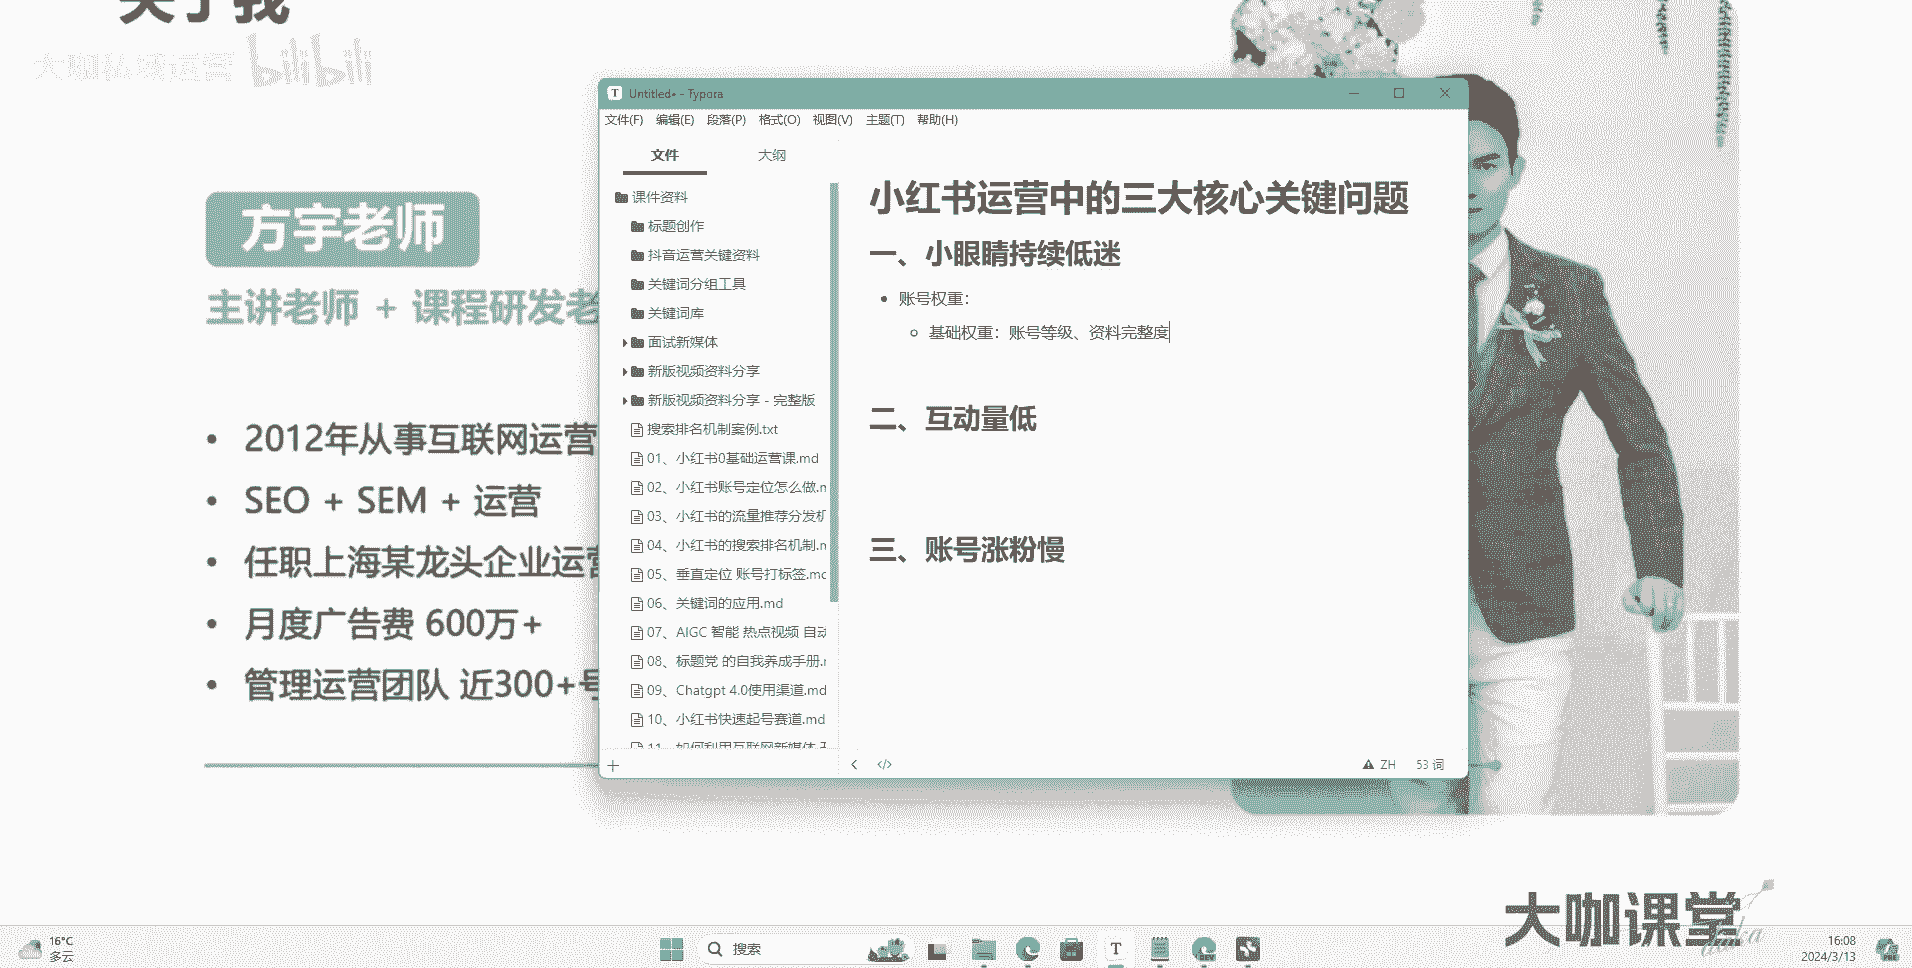 关于我
大咖私域运营 bilibili
方宇老师
主讲老师 + 课程研发老
2012年从事互联网运营
SEO + SEM + 运营
任职上海某龙头企业运营
月度广告费 600万+
管理运营团队 近300+号
Untitled• - Typora
文件(F) 编辑(E) 段落(P) 格式(O) 视图(V) 主题(T) 帮助(H)
文件 大纲
课件资料
标题创作
抖音运营关键资料
关键词分组工具
关键词库
面试新媒体
新版视频资料分享
新版视频资料分享 - 完整版
搜索排名机制案例.txt
01、小红书0基础运营课.md
02、小红书账号定位怎么做.m
03、小红书的流量推荐分发机
04、小红书的搜索排名机制.m
05、垂直定位 账号打标签.md
06、关键词的应用.md
07、AIGC 智能 热点视频 自动
08、标题党 的自我养成手册.m
09、Chatgpt 4.0使用渠道.md
10、小红书快速起号赛道.md
11、如何利用互联网新媒体
小红书运营中的三大核心关键问题
一、小眼睛持续低迷
账号权重：
基础权重：账号等级、资料完整度
二、互动量低
三、账号涨粉慢
ZH 53 词
大咖课堂
16°C
多云
搜索
16:08
2024/3/13